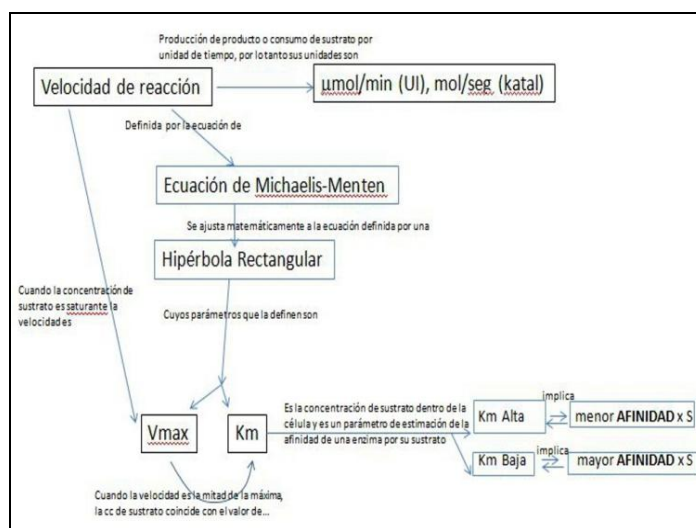 Producción de producto o consumo de sustrato por
unidad de tiempo, por lo tanto sus unidades son
Velocidad de reacción
μmol/min (UI), mol/seg (katal)
Definida por la ecuación de
Ecuación de Michaelis-Menten
Se ajusta matemáticamente a la ecuación definida por una
Hipérbola Rectangular
Cuando la concentración de
sustrato es saturante la
velocidad es
Cuyos parámetros que la definen son
Vmax
Km
Es la concentración de sustrato dentro de la
célula y es un parámetro de estimación de la
afinidad de una enzima por su sustrato
Km Alta
implica
menor AFINIDAD x S
Km Baja
implica
mayor AFINIDAD x S
Cuando la velocidad es la mitad de la máxima,
la cc de sustrato coincide con el valor de...